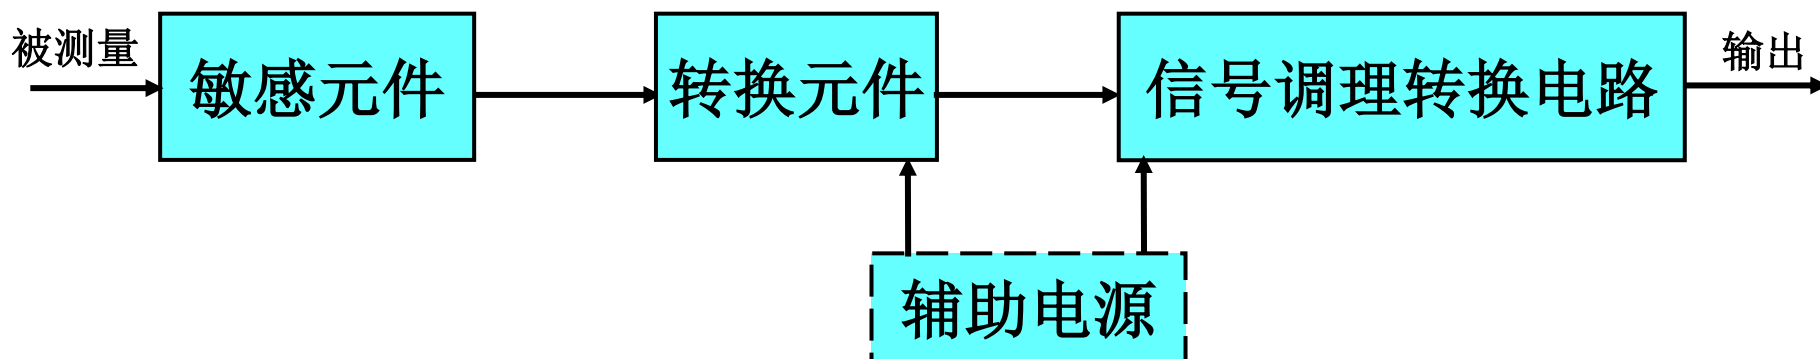 被测量
敏感元件
转换元件
信号调理转换电路
输出
辅助电源